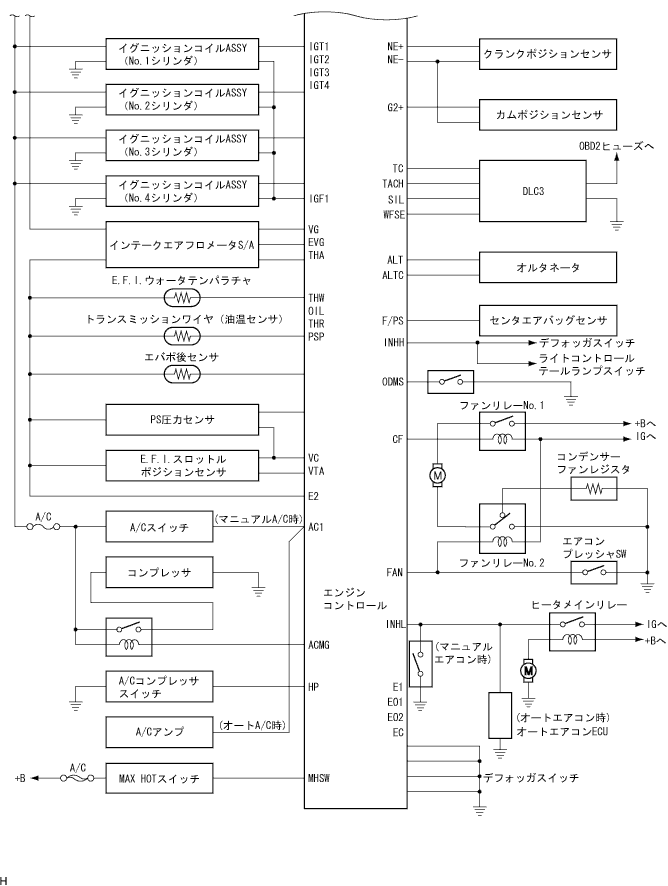 イグニッションコイルASSY
(No.1シリンダ)
イグニッションコイルASSY
(No.2シリンダ)
イグニッションコイルASSY
(No.3シリンダ)
イグニッションコイルASSY
(No.4シリンダ)
インテークエアフロメータS/A
E.F.I.ウォータテンパラチャ
トランスミッションワイヤ(油温センサ)
エバポ後センサ
PS圧力センサ
E.F.I.スロットル
ポジションセンサ
A/C
A/Cスイッチ
(マニュアルA/C時)
コンプレッサ
A/Cコンプレッサ
スイッチ
A/Cアンプ
(オートA/C時)
+B
A/C
MAX HOTスイッチ
IGT1
IGT2
IGT3
IGT4
IGF1
VG
EVG
THA
THW
OIL
THR
PSP
VC
VTA
E2
AC1
ACMG
HP
MHSW
エンジン
コントロール
NE+
NE-
G2+
TC
TACH
SIL
WFSE
ALT
ALTC
F/PS
INHH
ODMS
CF
FAN
INHL
E1
E01
E02
EC
クランクポジションセンサ
カムポジションセンサ
OBD2ヒューズへ
DLC3
オルタネータ
センタエアバッグセンサ
デフォッガスイッチ
ライトコントロール
テールランプスイッチ
ファンリレーNo.1
+Bへ
IGへ
M
コンデンサー
ファンレジスタ
ファンリレーNo.2
エアコン
プレッシャSW
ヒータメインリレー
IGへ
+Bへ
(マニュアル
エアコン時)
M
(オートエアコン時)
オートエアコンECU
デフォッガスイッチ
H